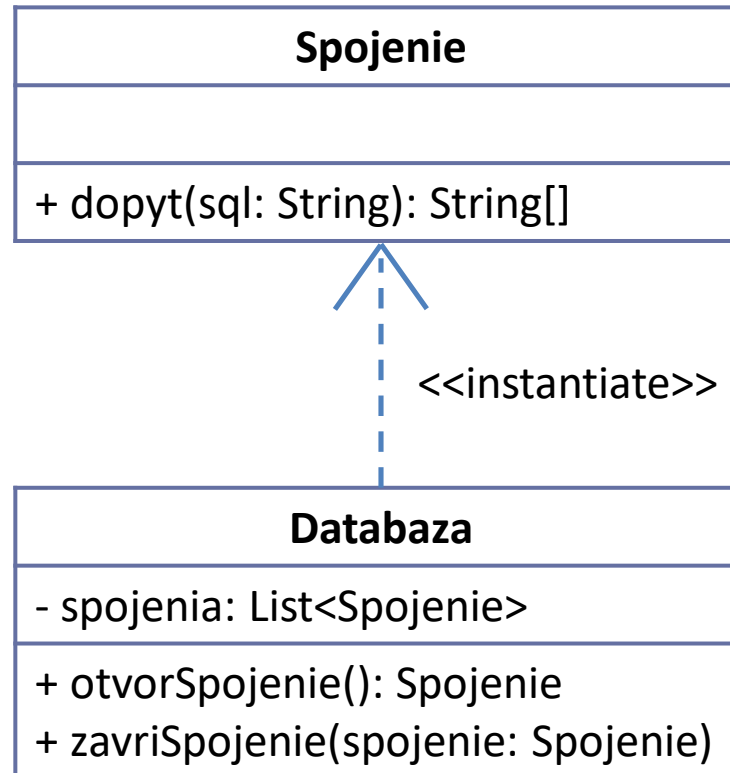 Spojenie
+ dopyt(sql: String): String[]
<<instantiate>>
Databaza
- spojenia: List<Spojenie>
+ otvorSpojenie(): Spojenie
+ zavriSpojenie(spojenie: Spojenie)